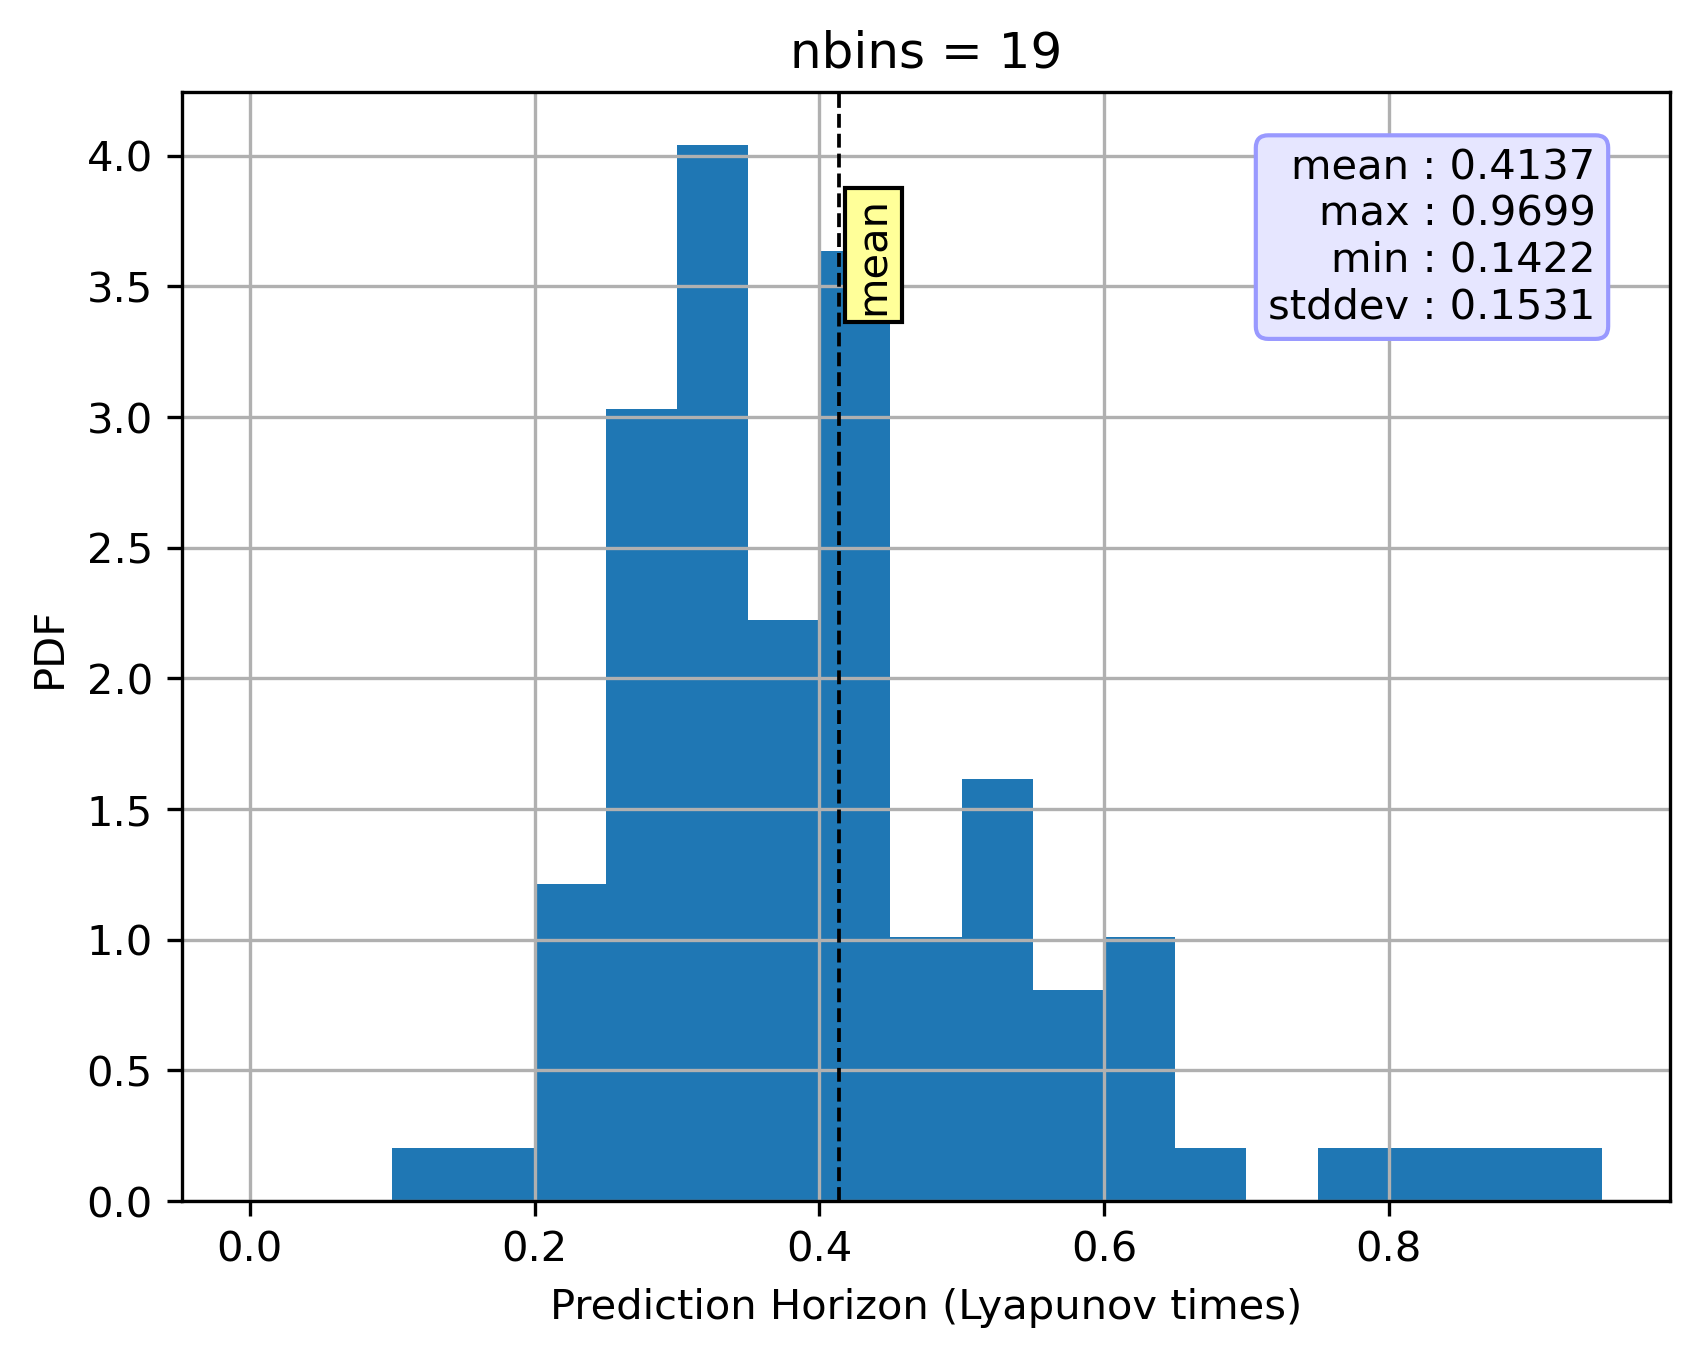 nbins = 19
mean : 0.4137
max : 0.9699
min : 0.1422
stddev : 0.1531
mean
PDF
4.0
3.5
3.0
2.5
2.0
1.5
1.0
0.5
0.0
0.0 0.2 0.4 0.6 0.8
Prediction Horizon (Lyapunov times)